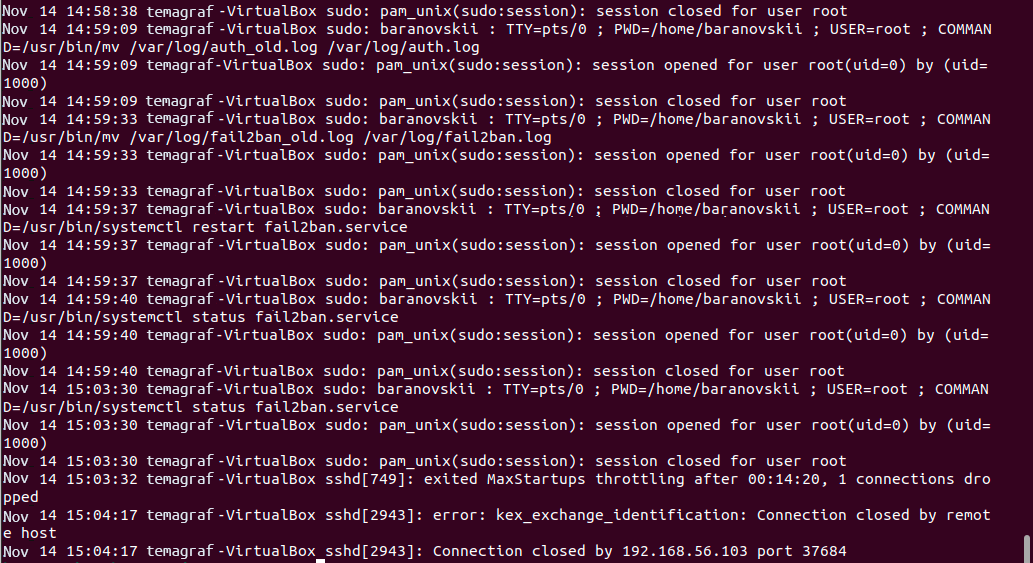 Nov 14 14:58:38 temagraf-VirtualBox sudo: pam_unix(sudo:session): session closed for user root
Nov 14 14:59:09 temagraf-VirtualBox sudo: baranovskii : TTY=pts/0 ; PWD=/home/baranovskii ; USER=root ; COMMAN
D=/usr/bin/mv /var/log/auth_old.log /var/log/auth.log
Nov 14 14:59:09 temagraf-VirtualBox sudo: pam_unix(sudo:session): session opened for user root(uid=0) by (uid=
1000)
Nov 14 14:59:09 temagraf-VirtualBox sudo: pam_unix(sudo:session): session closed for user root
Nov 14 14:59:33 temagraf-VirtualBox sudo: baranovskii : TTY=pts/0 ; PWD=/home/baranovskii ; USER=root ; COMMAN
D=/usr/bin/mv /var/log/fail2ban_old.log /var/log/fail2ban.log
Nov 14 14:59:33 temagraf-VirtualBox sudo: pam_unix(sudo:session): session opened for user root(uid=0) by (uid=
1000)
Nov 14 14:59:33 temagraf-VirtualBox sudo: pam_unix(sudo:session): session closed for user root
Nov 14 14:59:37 temagraf-VirtualBox sudo: baranovskii : TTY=pts/0 ; PWD=/home/baranovskii ; USER=root ; COMMAN
D=/usr/bin/systemctl restart fail2ban.service
Nov 14 14:59:37 temagraf-VirtualBox sudo: pam_unix(sudo:session): session opened for user root(uid=0) by (uid=
1000)
Nov 14 14:59:37 temagraf-VirtualBox sudo: pam_unix(sudo:session): session closed for user root
Nov 14 14:59:40 temagraf-VirtualBox sudo: baranovskii : TTY=pts/0 ; PWD=/home/baranovskii ; USER=root ; COMMAN
D=/usr/bin/systemctl status fail2ban.service
Nov 14 14:59:40 temagraf-VirtualBox sudo: pam_unix(sudo:session): session opened for user root(uid=0) by (uid=
1000)
Nov 14 14:59:40 temagraf-VirtualBox sudo: pam_unix(sudo:session): session closed for user root
Nov 14 15:03:30 temagraf-VirtualBox sudo: baranovskii : TTY=pts/0 ; PWD=/home/baranovskii ; USER=root ; COMMAN
D=/usr/bin/systemctl status fail2ban.service
Nov 14 15:03:30 temagraf-VirtualBox sudo: pam_unix(sudo:session): session opened for user root(uid=0) by (uid=
1000)
Nov 14 15:03:30 temagraf-VirtualBox sudo: pam_unix(sudo:session): session closed for user root
Nov 14 15:03:32 temagraf-VirtualBox sshd[749]: exited MaxStartups throttling after 00:14:20, 1 connections dro
pped
Nov 14 15:04:17 temagraf-VirtualBox sshd[2943]: error: kex_exchange_identification: Connection closed by remot
e host
Nov 14 15:04:17 temagraf-VirtualBox sshd[2943]: Connection closed by 192.168.56.103 port 37684